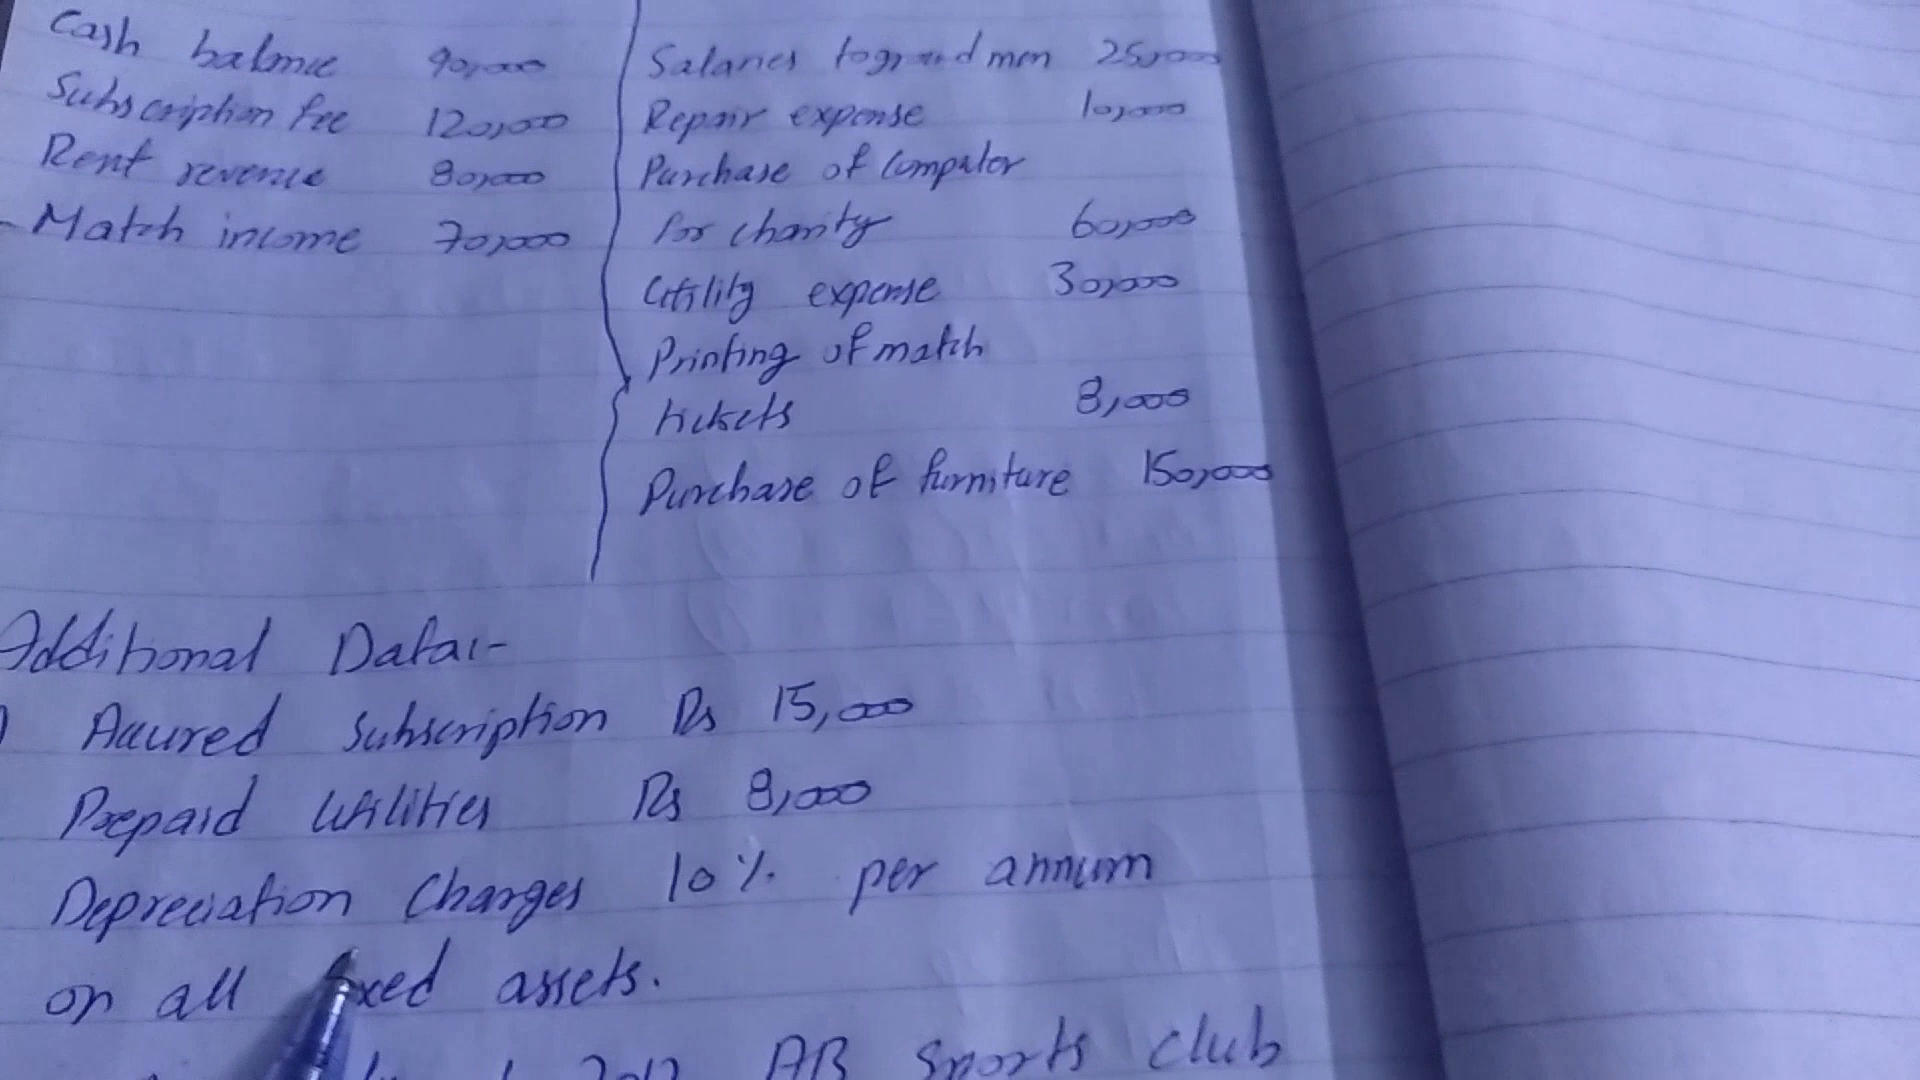 Cash balance 90,000
Subscription fee 120,000
Rent revenue 80,000
Match income 70,000
Salaries to ground men 25,000
Repair expense 10,000
Purchase of Computer
for charity 60,000
Utility expense 30,000
Printing of match
tickets 8,000
Purchase of furniture 150,000
Additional Data:-
Accured Subscription Rs 15,000
Prepaid Utilities Rs 8,000
Depreciation Charges 10% per annum
on all fixed assets.
AB Sports club